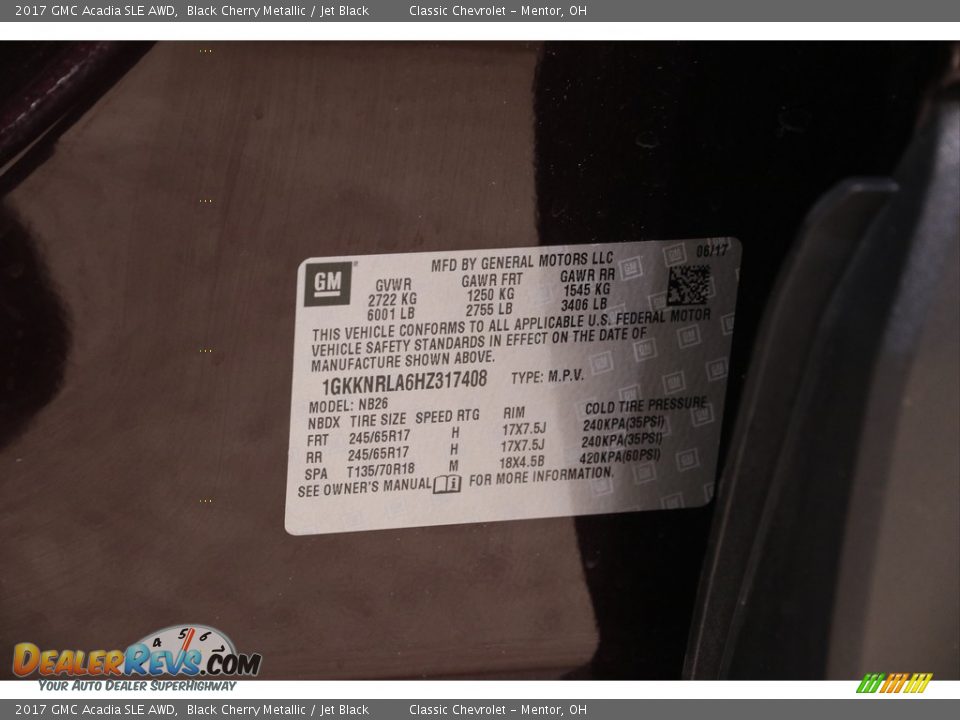 2017 GMC Acadia SLE AWD, Black Cherry Metallic / Jet Black Classic Chevrolet - Mentor, OH
GM
MFD BY GENERAL MOTORS LLC 06/17
GVWR GAWR FRT GAWR RR
2722 KG 1250 KG 1545 KG
6001 LB 2755 LB 3406 LB
THIS VEHICLE CONFORMS TO ALL APPLICABLE U.S. FEDERAL MOTOR
VEHICLE SAFETY STANDARDS IN EFFECT ON THE DATE OF
MANUFACTURE SHOWN ABOVE.
1GKKNRLA6HZ317408 TYPE: M.P.V.
MODEL: NB26
NBDX TIRE SIZE SPEED RTG RIM COLD TIRE PRESSURE
FRT 245/65R17 H 17X7.5J 240KPA(35PSI)
RR 245/65R17 H 17X7.5J 240KPA(35PSI)
SPA T135/70R18 M 18X4.5B 420KPA(60PSI)
SEE OWNER'S MANUAL FOR MORE INFORMATION.
4 5 6 7
DEALERREVS.COM
YOUR AUTO DEALER SUPERHIGHWAY
2017 GMC Acadia SLE AWD, Black Cherry Metallic / Jet Black Classic Chevrolet - Mentor, OH